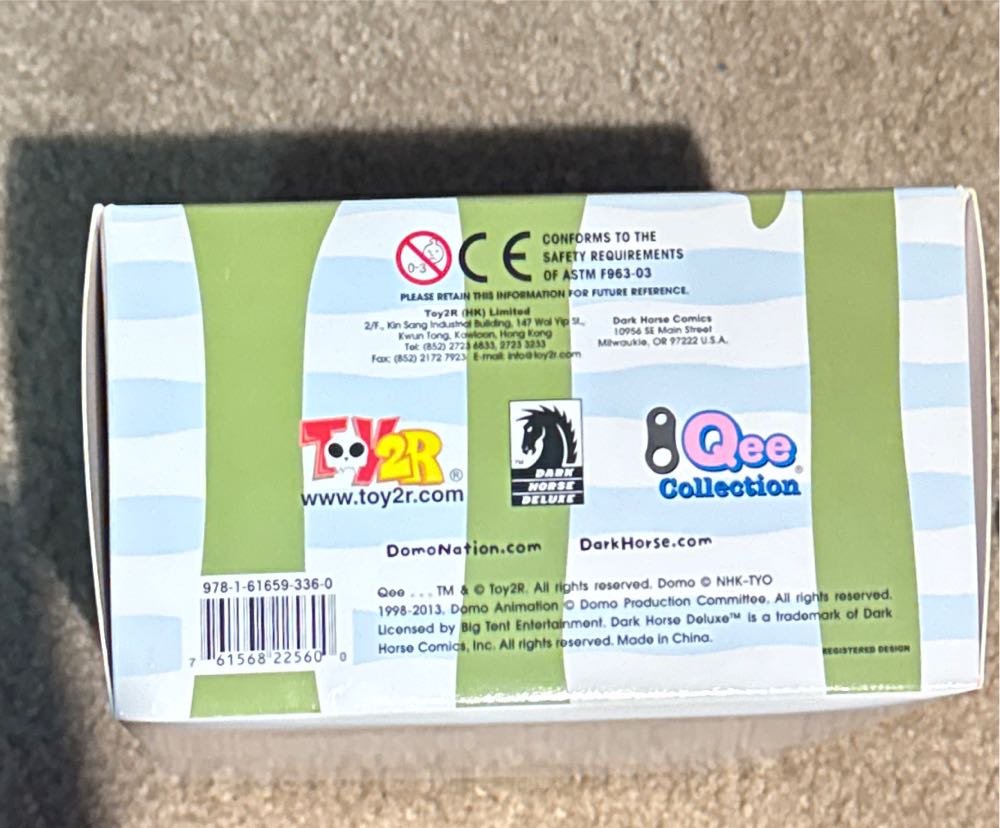 0-3
CE
CONFORMS TO THE
SAFETY REQUIREMENTS
OF ASTM F963-03
PLEASE RETAIN THIS INFORMATION FOR FUTURE REFERENCE.
Toy2R (HK) Limited
2/F., Kin Sang Industrial Building, 147 Wai Yip St.,
Kwun Tong, Kowloon, Hong Kong
Tel: (852) 2723 6833, 2723 3233
Fax: (852) 2172 7923 E-mail: info@toy2r.com
Dark Horse Comics
10956 SE Main Street
Milwaukie, OR 97222 U.S.A.
TOY2R ®
www.toy2r.com
TM
DARK
HORSE
DELUXE
Qee ®
Collection
DomoNation.com
DarkHorse.com
978-1-61659-336-0
7 61568 22560 0
Qee ... TM & © Toy2R. All rights reserved. Domo © NHK-TYO
1998-2013. Domo Animation © Domo Production Committee. All rights reserved.
Licensed by Big Tent Entertainment. Dark Horse Deluxe™ is a trademark of Dark
Horse Comics, Inc. All rights reserved. Made in China.
REGISTERED DESIGN